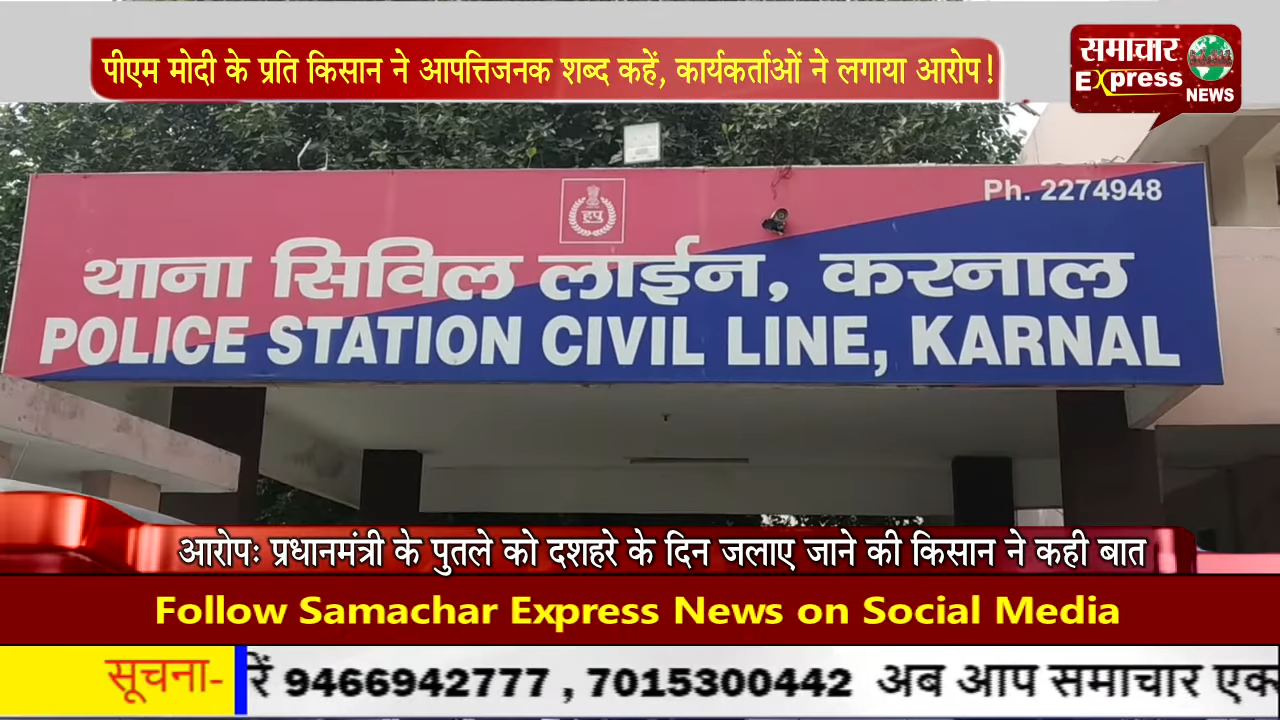 पीएम मोदी के प्रति किसान ने आपत्तिजनक शब्द कहें, कार्यकर्ताओं ने लगाया आरोप!
समाच्रार
Express
NEWS
Ph. 2274948
हपु
थाना सिविल लाईन, करनाल
POLICE STATION CIVIL LINE, KARNAL
आरोपः प्रधानमंत्री के पुतले को दशहरे के दिन जलाए जाने की किसान ने कही बात
Follow Samachar Express News on Social Media
सूचना- रें 9466942777 , 7015300442 अब आप समाचार एक